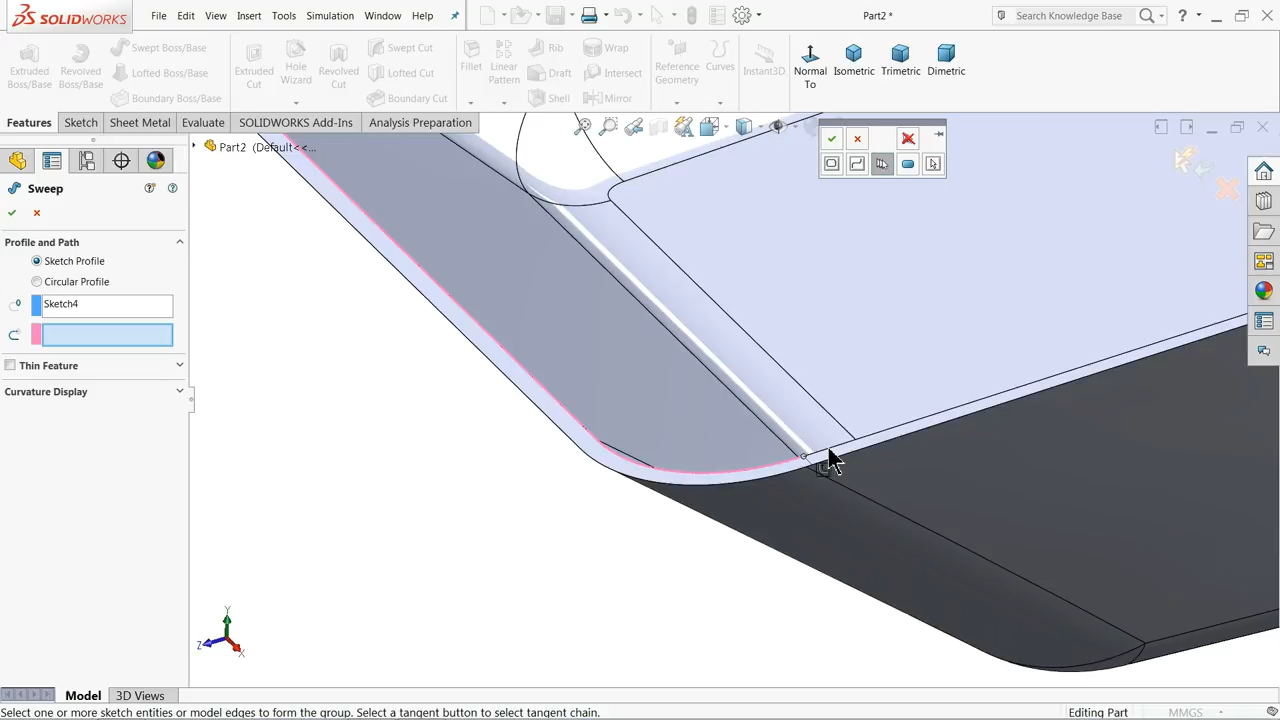 SOLIDWORKS File Edit View Insert Tools Simulation Window Help Part2 * Search Knowledge Base ?
Extruded Boss/Base Revolved Boss/Base Swept Boss/Base Lofted Boss/Base Boundary Boss/Base Extruded Cut Hole Wizard Revolved Cut Swept Cut Lofted Cut Boundary Cut Fillet Linear Pattern Rib Draft Shell Wrap Intersect Mirror Reference Geometry Curves Instant3D Normal To Isometric Trimetric Dimetric
Features Sketch Sheet Metal Evaluate SOLIDWORKS Add-Ins Analysis Preparation
Part2 (Default<<...
Sweep
Profile and Path
Sketch Profile
Circular Profile
Sketch4
Thin Feature
Curvature Display
Y
Z
X
Model 3D Views
Select one or more sketch entities or model edges to form the group. Select a tangent button to select tangent chain. Editing Part MMGS